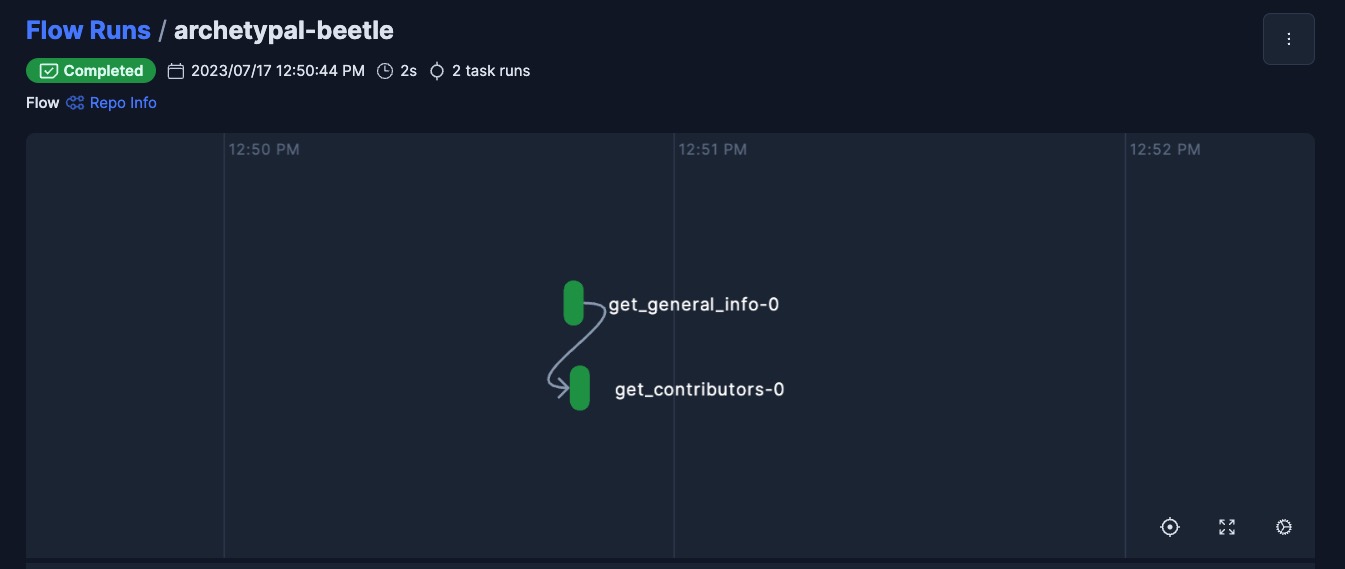 Flow Runs / archetypal-beetle
Completed 2023/07/17 12:50:44 PM 2s 2 task runs
Flow Repo Info
12:50 PM 12:51 PM 12:52 PM
get_general_info-0
get_contributors-0